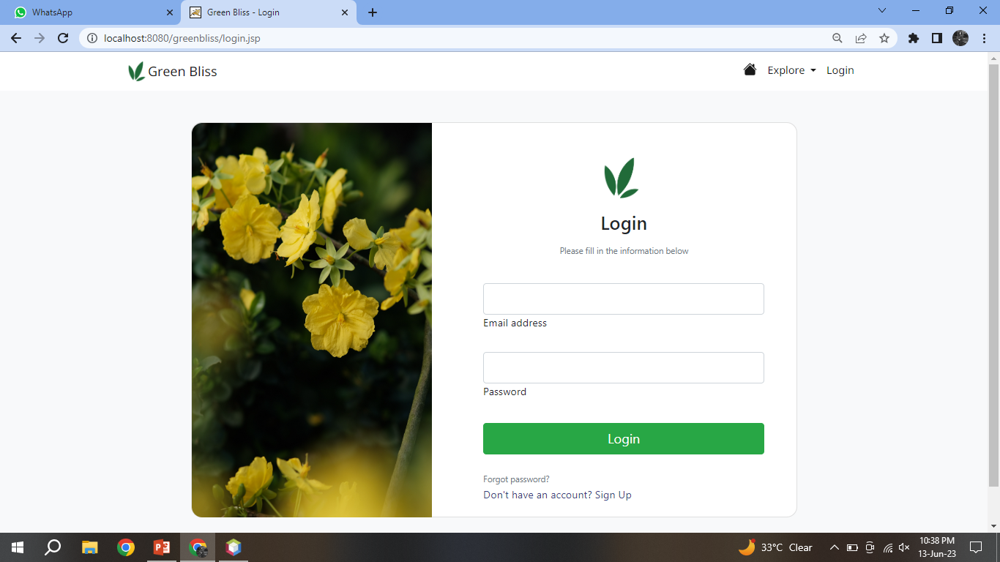 WhatsApp
Green Bliss - Login
localhost:8080/greenbliss/login.jsp
Green Bliss
Explore
Login
Login
Please fill in the information below
Email address
Password
Login
Forgot password?
Don't have an account? Sign Up
33°C Clear
10:38 PM
13-Jun-23